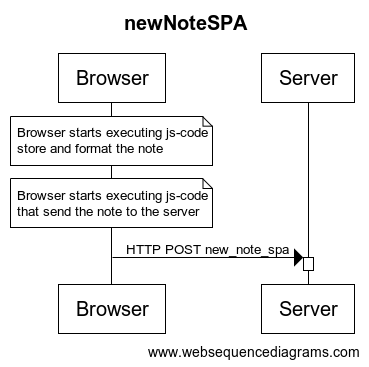 newNoteSPA
Browser
Server
Browser starts executing js-code
store and format the note
Browser starts executing js-code
that send the note to the server
HTTP POST new_note_spa
Browser
Server
www.websequencediagrams.com